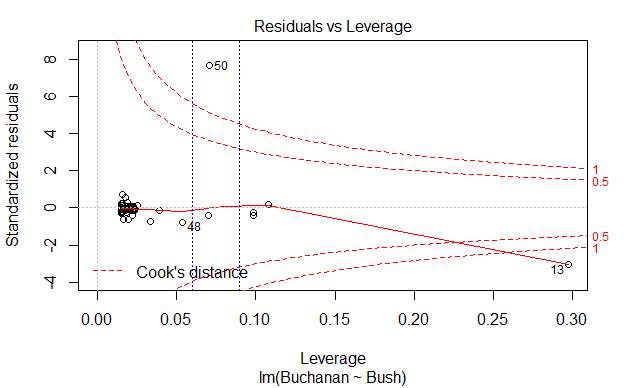 Residuals vs Leverage
Standardized residuals
8
6
4
2
0
-2
-4
50
48
13
1
0.5
0.5
1
Cook's distance
0.00 0.05 0.10 0.15 0.20 0.25 0.30
Leverage
lm(Buchanan ~ Bush)